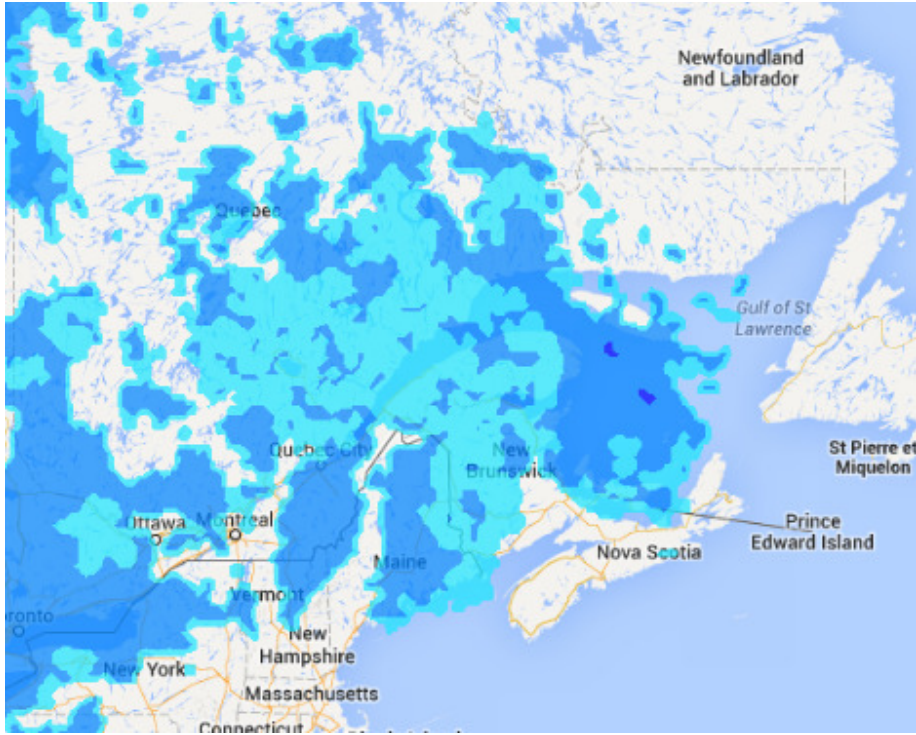 Newfoundland
and Labrador
Quebec
Gulf of St
Lawrence
Quebec City
New
Brunswick
St Pierre et
Miquelon
Ottawa
Montreal
Prince
Edward Island
Nova Scotia
Maine
Vermont
oronto
New
Hampshire
New York
Massachusetts
Connecticut